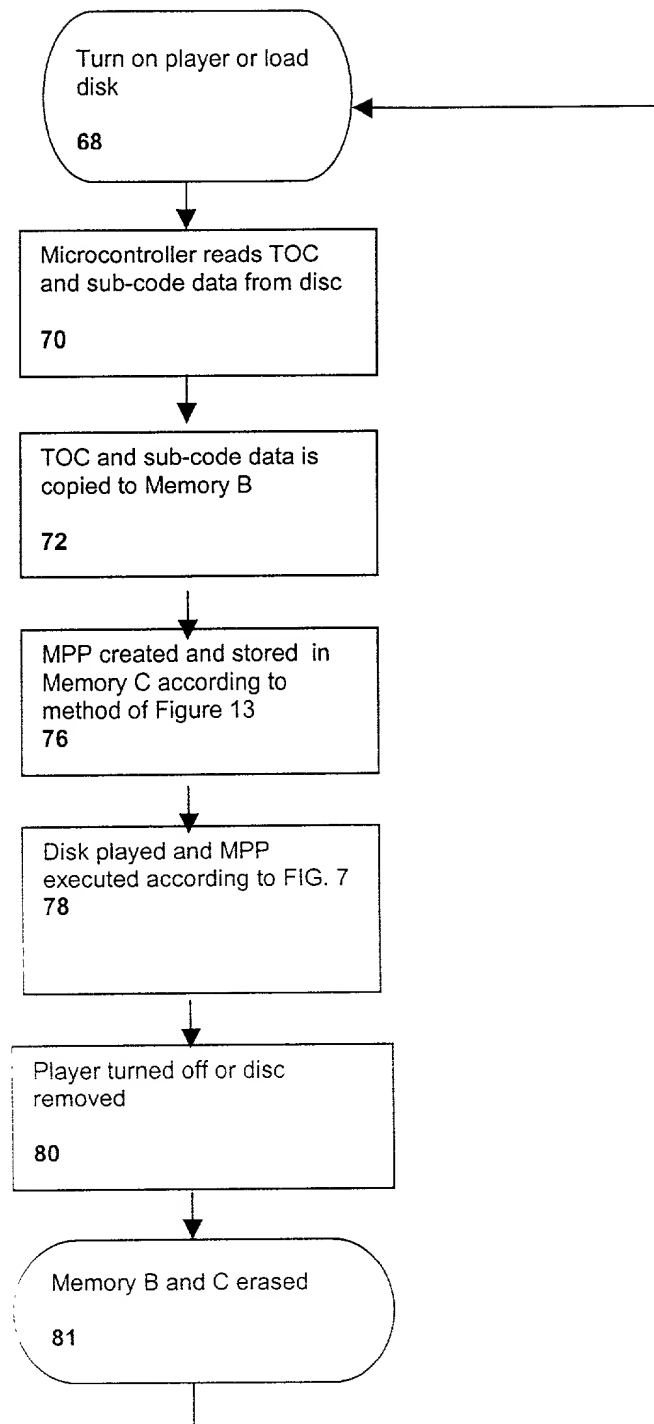 Turn on player or load
disk
68
Microcontroller reads TOC
and sub-code data from disc
70
TOC and sub-code data is
copied to Memory B
72
MPP created and stored in
Memory C according to
method of Figure 13
76
Disk played and MPP
executed according to FIG. 7
78
Player turned off or disc
removed
80
Memory B and C erased
81